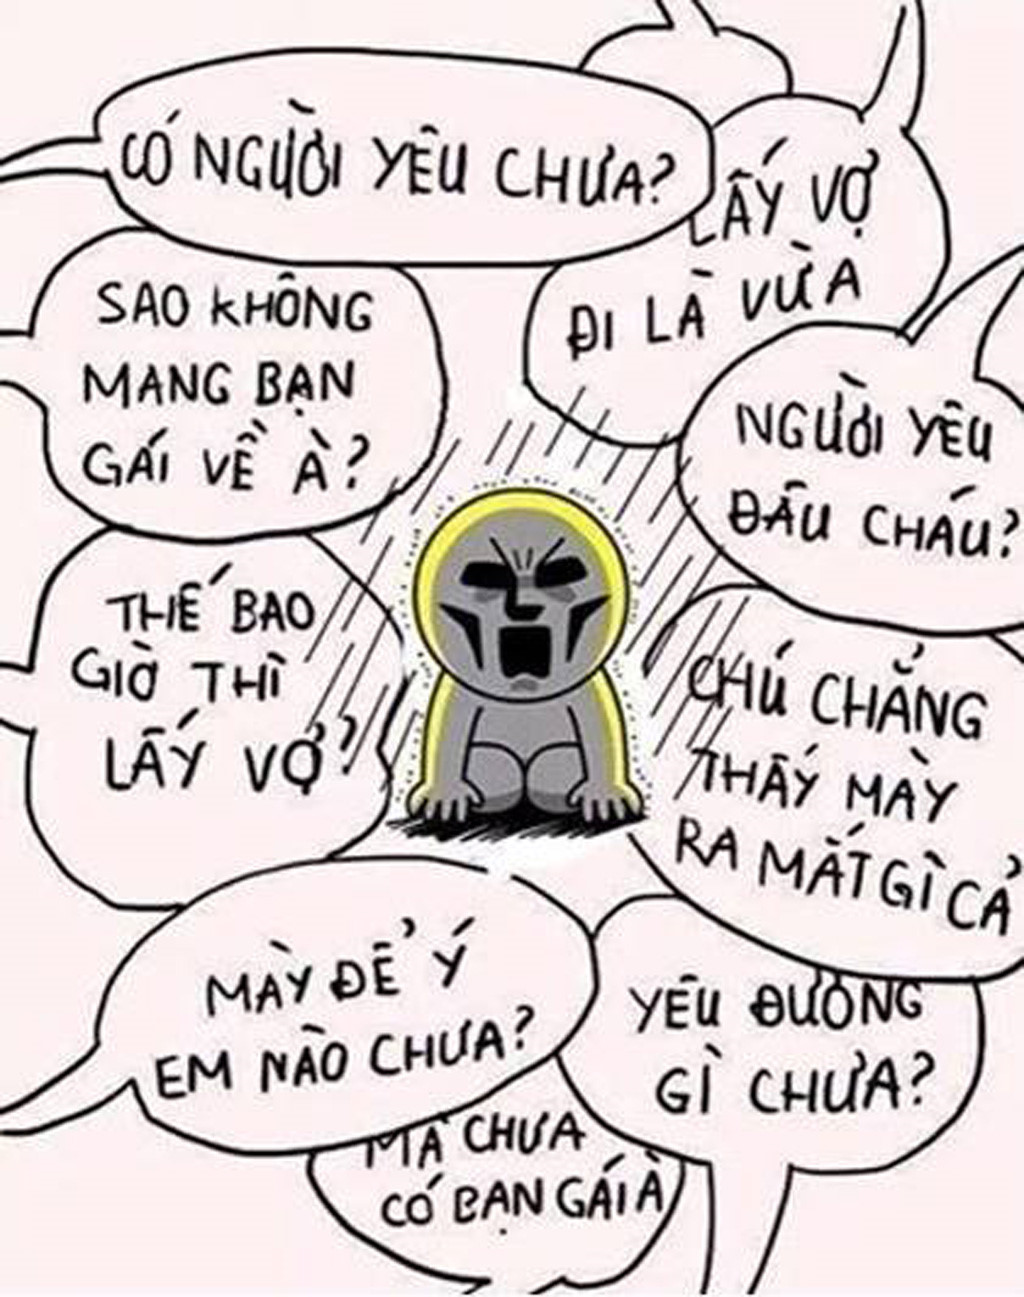 CÓ NGƯỜI YÊU CHƯA?
LẤY VỢ
ĐI LÀ VỪA
SAO KHÔNG
MANG BẠN
GÁI VỀ À?
NGƯỜI YÊU
ĐÂU CHÁU?
THẾ BAO
GIỜ THÌ
LẤY VỢ?
CHÚ CHẲNG
THẤY MÀY
RA MẮT GÌ CẢ
MÀY ĐỂ Ý
EM NÀO CHƯA?
YÊU ĐƯƠNG
GÌ CHƯA?
MÀ CHƯA
CÓ BẠN GÁI À